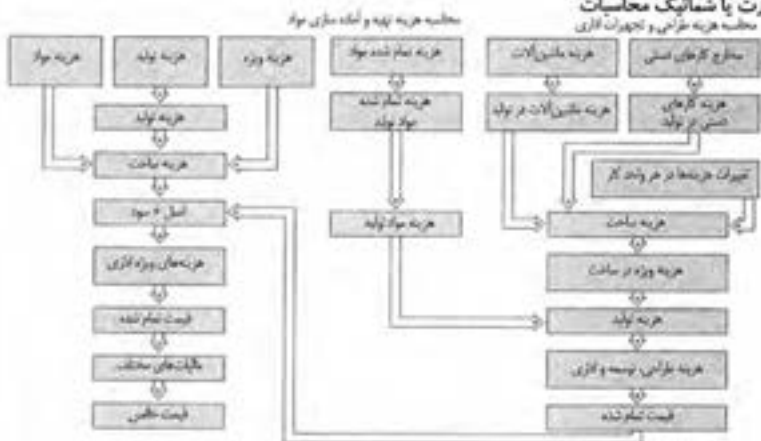 رت یا شماتیک محاسبات
محاسبه هزینه طراحی و تجهیزات اداری
مخارج کارهای دستی
هزینه ماشین‌آلات
هزینه کارهای
دستی در تولید
هزینه ماشین‌آلات در تولید
تغییرات هزینه‌ها در هر واحد کار
هزینه ساخت
هزینه ویژه در ساخت
هزینه تولید
هزینه طراحی، توسعه و اداری
قیمت تمام شده
محاسبه هزینه تهیه و آماده سازی مواد
هزینه تمام شده مواد
هزینه تمام شده
مواد تولید
هزینه مواد تولید
هزینه ویژه
هزینه تولید
هزینه مواد
هزینه تولید
هزینه ساخت
اصل + سود
هزینه‌های ویژه اداری
قیمت تمام شده
مالیات‌های مختلف
قیمت خالص